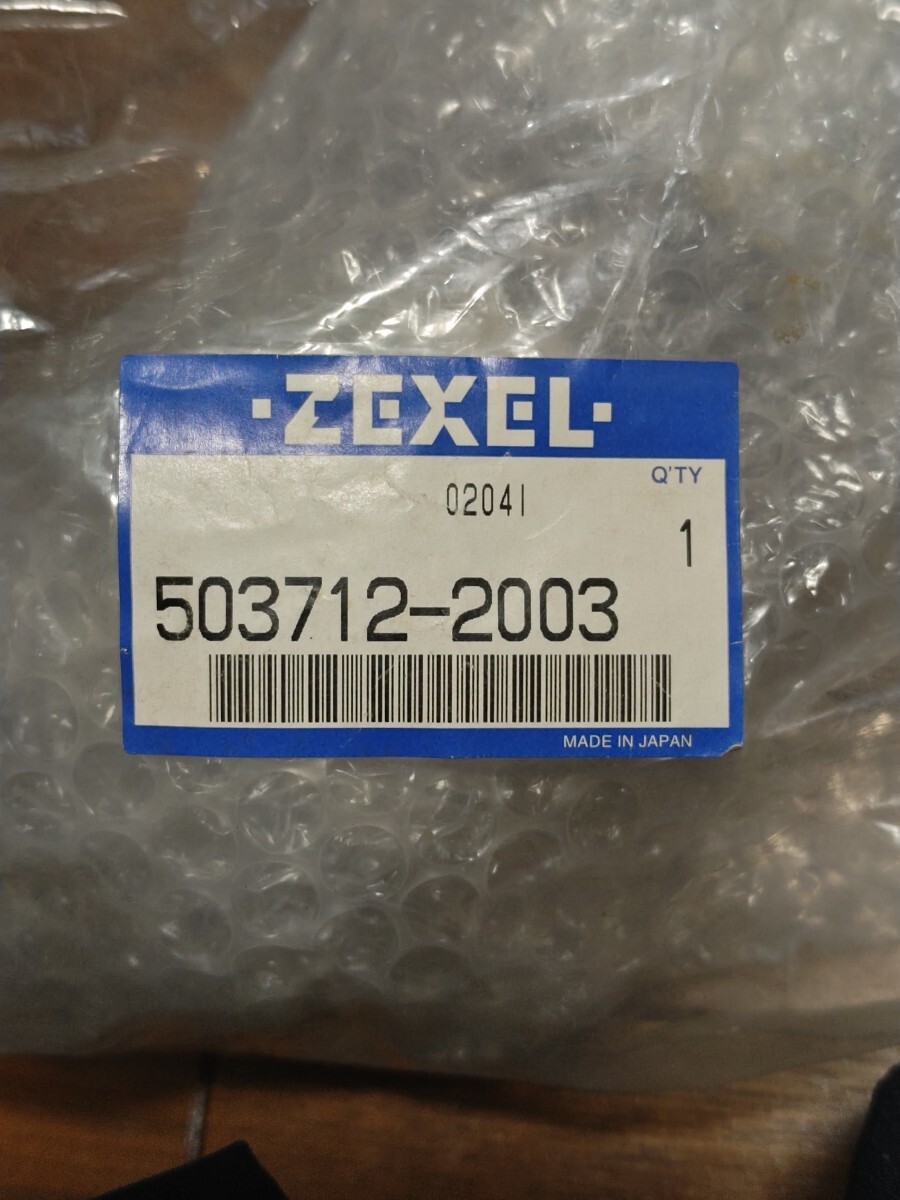 ·ZEXEL·
Q'TY
02041
1
503712-2003
MADE IN JAPAN